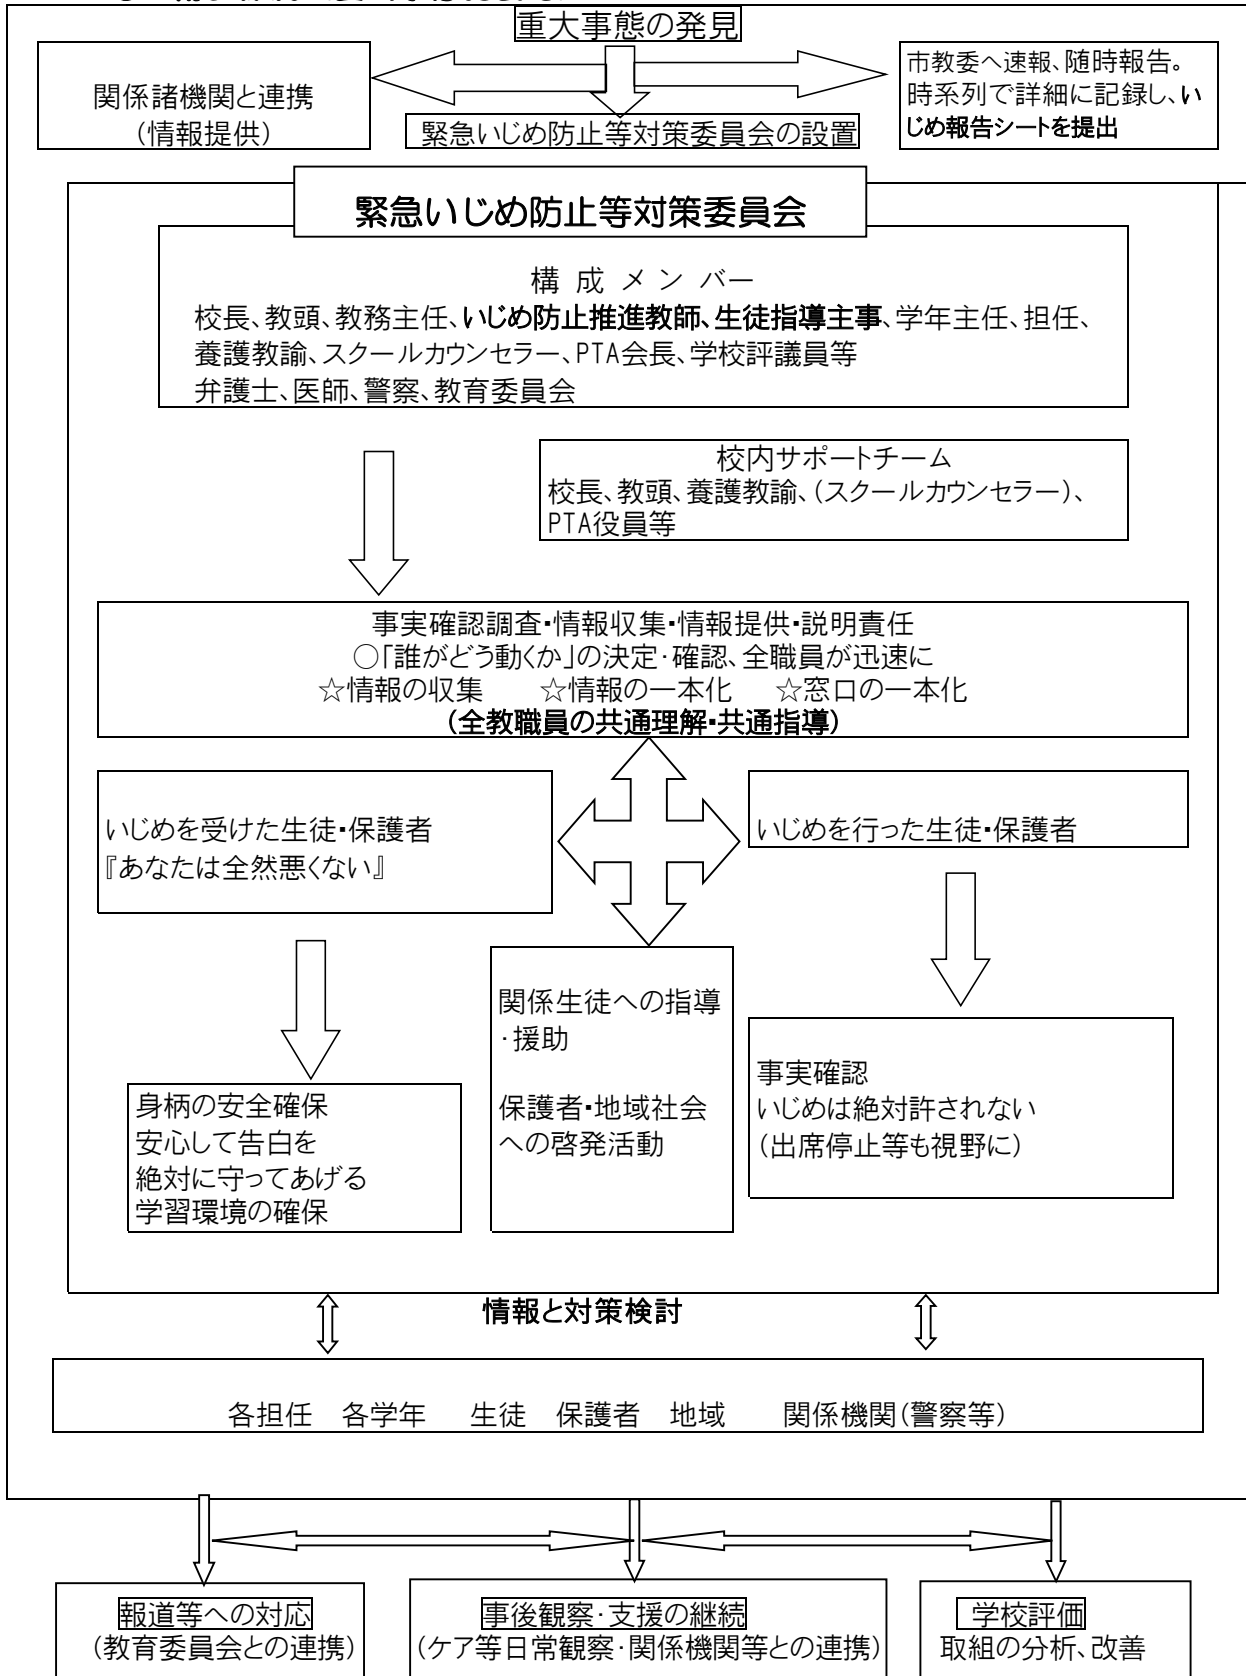 重大事態の発見
関係諸機関と連携
(情報提供)
市教委へ速報、随時報告。
時系列で詳細に記録し、い
じめ報告シートを提出
緊急いじめ防止等対策委員会の設置
緊急いじめ防止等対策委員会
構 成 メ ン バー
校長、教頭、教務主任、いじめ防止推進教師、生徒指導主事、学年主任、担任、
養護教諭、スクールカウンセラー、PTA会長、学校評議員等
弁護士、医師、警察、教育委員会
校内サポートチーム
校長、教頭、養護教諭、(スクールカウンセラー)、
PTA役員等
事実確認調査・情報収集・情報提供・説明責任
○「誰がどう動くか」の決定・確認、全職員が迅速に
☆情報の収集 ☆情報の一本化 ☆窓口の一本化
(全教職員の共通理解・共通指導)
いじめを受けた生徒・保護者
『あなたは全然悪くない』
いじめを行った生徒・保護者
関係生徒への指導
・援助
保護者・地域社会
への啓発活動
身柄の安全確保
安心して告白を
絶対に守ってあげる
学習環境の確保
事実確認
いじめは絶対許されない
(出席停止等も視野に)
情報と対策検討
各担任 各学年 生徒 保護者 地域 関係機関(警察等)
報道等への対応
(教育委員会との連携)
事後観察・支援の継続
(ケア等日常観察・関係機関等との連携)
学校評価
取組の分析、改善